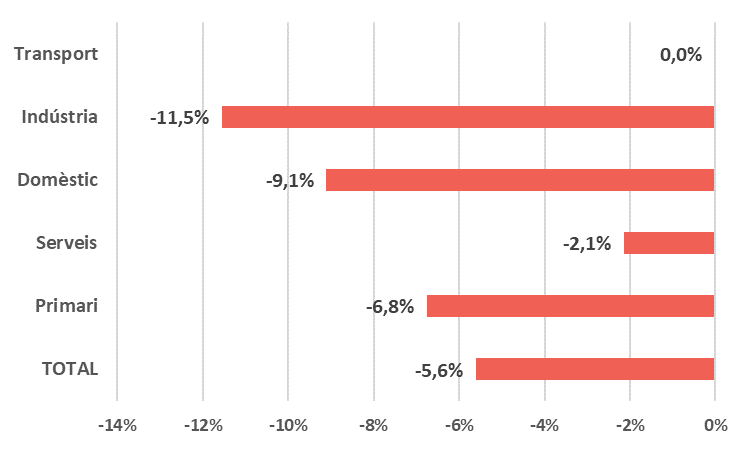 Transport 0,0%
Indústria -11,5%
Domèstic -9,1%
Serveis -2,1%
Primari -6,8%
TOTAL -5,6%
-14% -12% -10% -8% -6% -4% -2% 0%